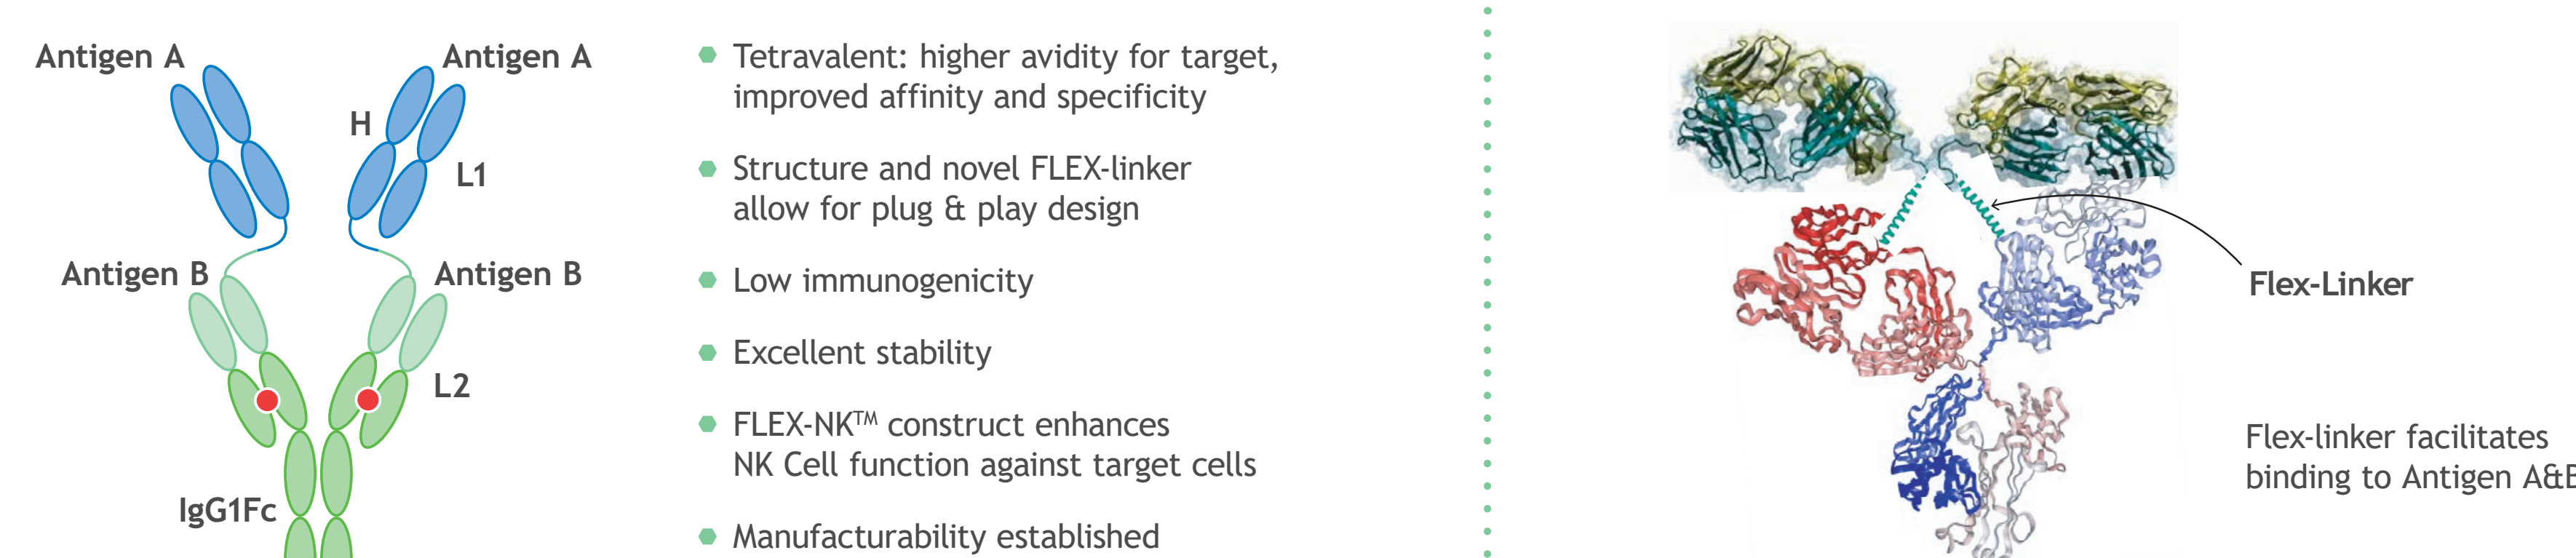 Antigen A
Antigen A
H
L1
Antigen B
Antigen B
L2
IgG1Fc
Tetravalent: higher avidity for target,
improved affinity and specificity
Structure and novel FLEX-linker
allow for plug & play design
Low immunogenicity
Excellent stability
FLEX-NK™ construct enhances
NK Cell function against target cells
Manufacturability established
Flex-Linker
Flex-linker facilitates
binding to Antigen A&B